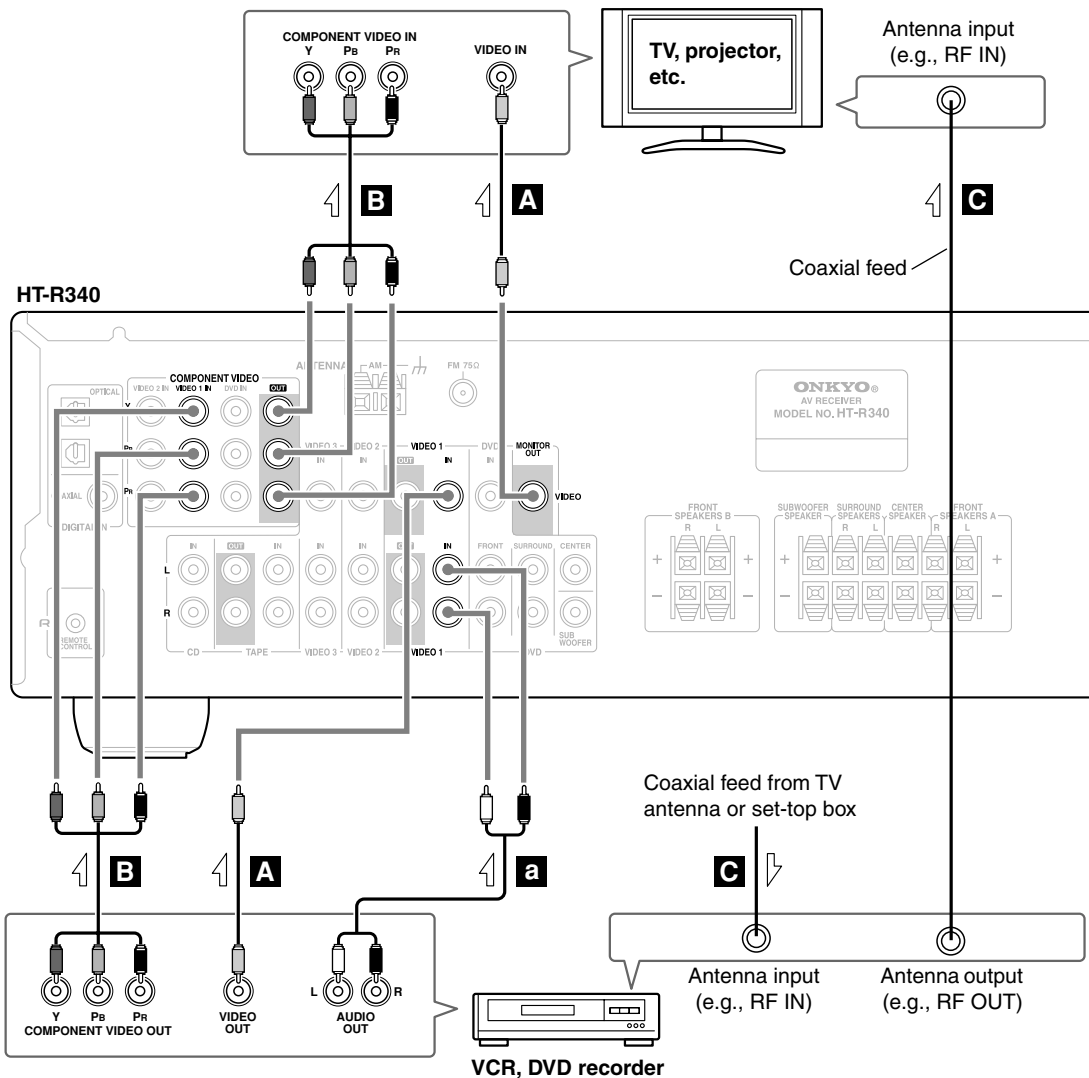 COMPONENT VIDEO IN
Y PB PR
VIDEO IN
TV, projector,
etc.
Antenna input
(e.g., RF IN)
B
A
C
Coaxial feed
HT-R340
ANTENNA
AM
FM 75Ω
COMPONENT VIDEO
OPTICAL
VIDEO 2 IN VIDEO 1 IN DVD IN OUT
Y
PB
PR
ONKYO®
AV RECEIVER
MODEL NO. HT-R340
VIDEO 3 VIDEO 2 VIDEO 1 DVD MONITOR OUT
IN IN OUT IN IN
VIDEO
DIGITAL IN
FRONT SPEAKERS B
R L
SUBWOOFER SPEAKER
SURROUND SPEAKERS
R L
CENTER SPEAKER
FRONT SPEAKERS A
R L
+ + + +
– – – –
IN OUT IN IN IN OUT IN FRONT SURROUND CENTER
L
R
REMOTE CONTROL
SUB WOOFER
CD TAPE VIDEO 3 VIDEO 2 VIDEO 1 DVD
Coaxial feed from TV
antenna or set-top box
B
A
a
C
Y PB PR
COMPONENT VIDEO OUT
VIDEO OUT
L R
AUDIO OUT
Antenna input
(e.g., RF IN)
Antenna output
(e.g., RF OUT)
VCR, DVD recorder